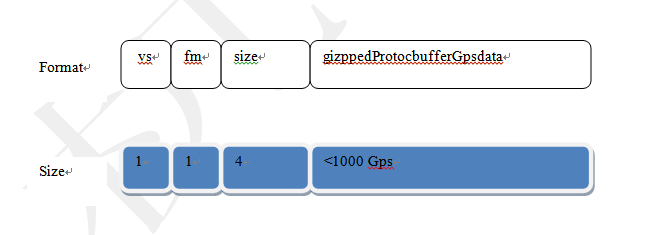 Format vs fm size gizppedProtocbufferGpsdata
Size 1 1 4 <1000 Gps